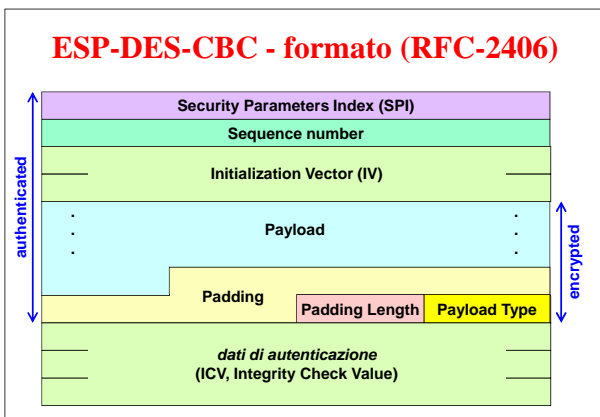 ESP-DES-CBC - formato (RFC-2406)
Security Parameters Index (SPI)
Sequence number
Initialization Vector (IV)
authenticated
Payload
encrypted
Padding
Padding Length
Payload Type
dati di autenticazione
(ICV, Integrity Check Value)